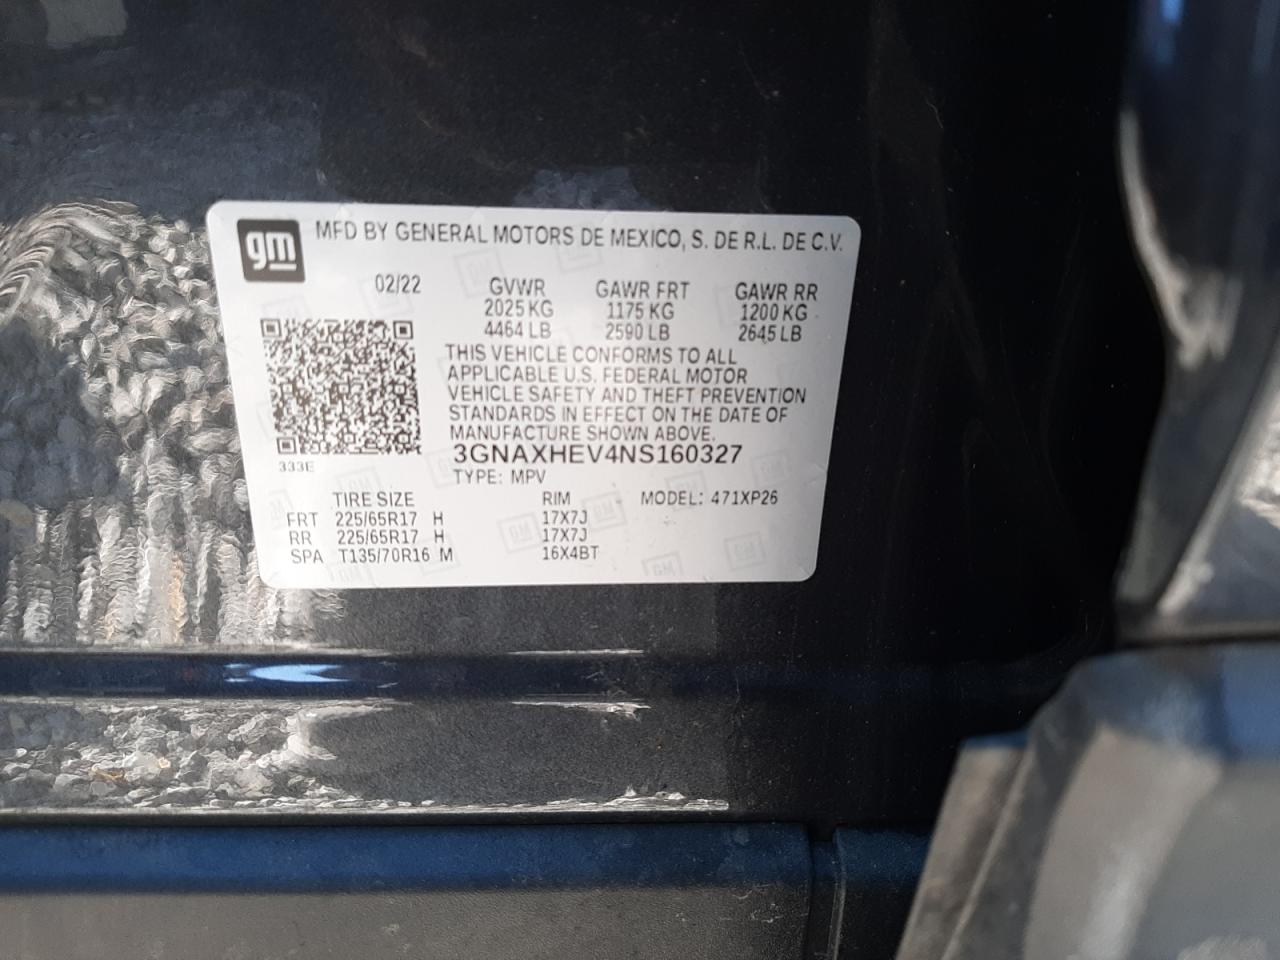 gm MFD BY GENERAL MOTORS DE MEXICO, S. DE R.L. DE C.V.
02/22 GVWR GAWR FRT GAWR RR
2025 KG 1175 KG 1200 KG
4464 LB 2590 LB 2645 LB
THIS VEHICLE CONFORMS TO ALL
APPLICABLE U.S. FEDERAL MOTOR
VEHICLE SAFETY AND THEFT PREVENTION
STANDARDS IN EFFECT ON THE DATE OF
MANUFACTURE SHOWN ABOVE.
3GNAXHEV4NS160327
333E
TYPE: MPV
TIRE SIZE RIM MODEL: 471XP26
FRT 225/65R17 H 17X7J
RR 225/65R17 H 17X7J
SPA T135/70R16 M 16X4BT